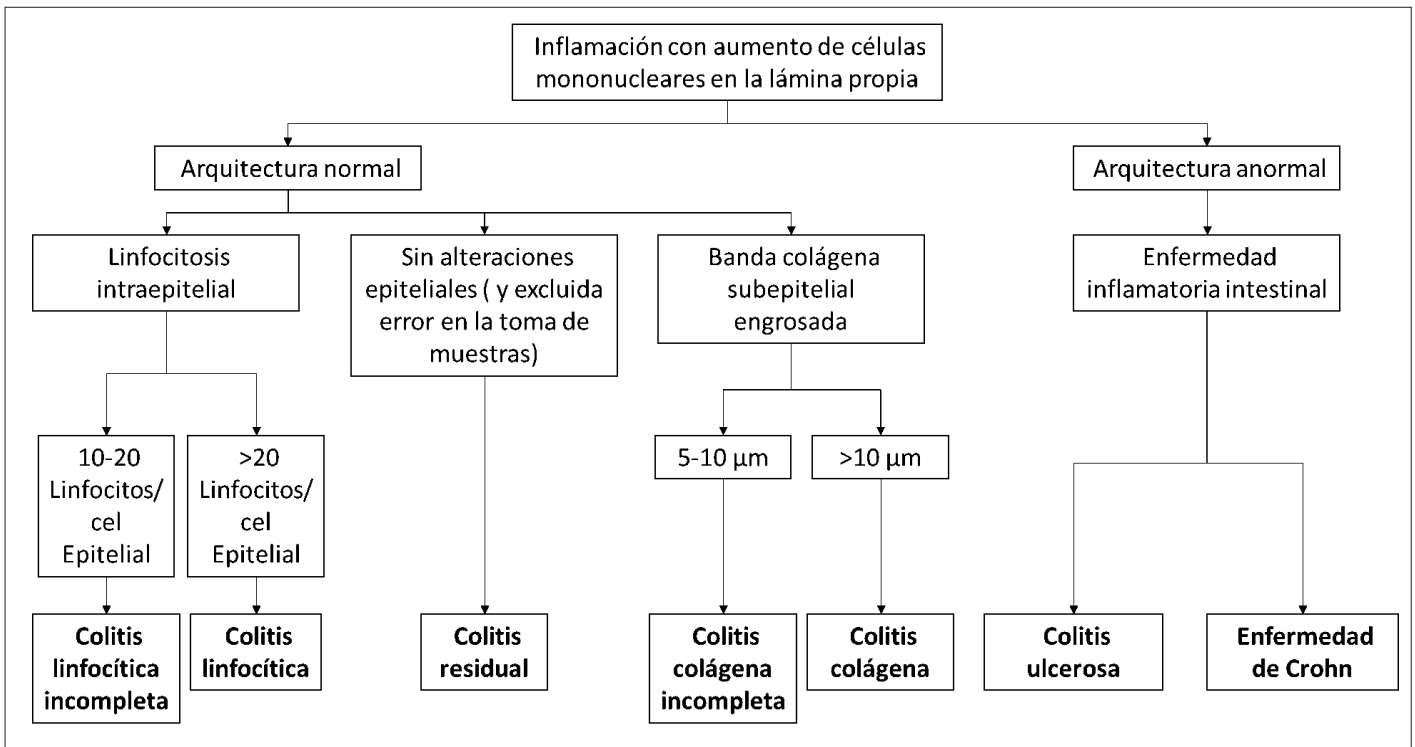 Inflamación con aumento de células
mononucleares en la lámina propia
Arquitectura normal
Arquitectura anormal
Linfocitosis
intraepitelial
Sin alteraciones
epiteliales ( y excluida
error en la toma de
muestras)
Banda colágena
subepitelial
engrosada
Enfermedad
inflamatoria intestinal
10-20
Linfocitos/
cel
Epitelial
>20
Linfocitos/
cel
Epitelial
5-10 µm
>10 µm
Colitis
linfocítica
incompleta
Colitis
linfocítica
Colitis
residual
Colitis
colágena
incompleta
Colitis
colágena
Colitis
ulcerosa
Enfermedad
de Crohn